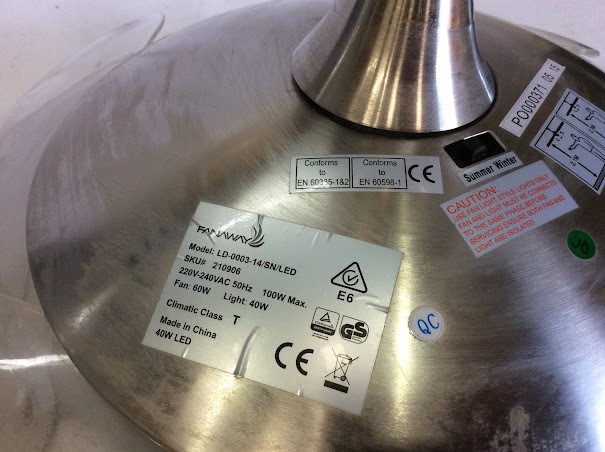 PO000371 05 15
Summer Winter
Conforms
to
EN 60335-1&2
Conforms
to
EN 60598-1
CE
CAUTION:
USE FAN LIGHT STYLE LIGHTS ONLY
FAN AND LIGHT MUST BE CONNECTED
TO THE SAME PHASE.BEFORE
SERVICING ENSURE BOTH FAN AND
LIGHT ARE ISOLATED
FANAWAY
Model: LD-0003-14/SN/LED
SKU# 210906
220V-240VAC 50Hz 100W Max.
Fan: 60W Light: 40W
Climatic Class T
Made in China
40W LED
E6
GS
CE
QC